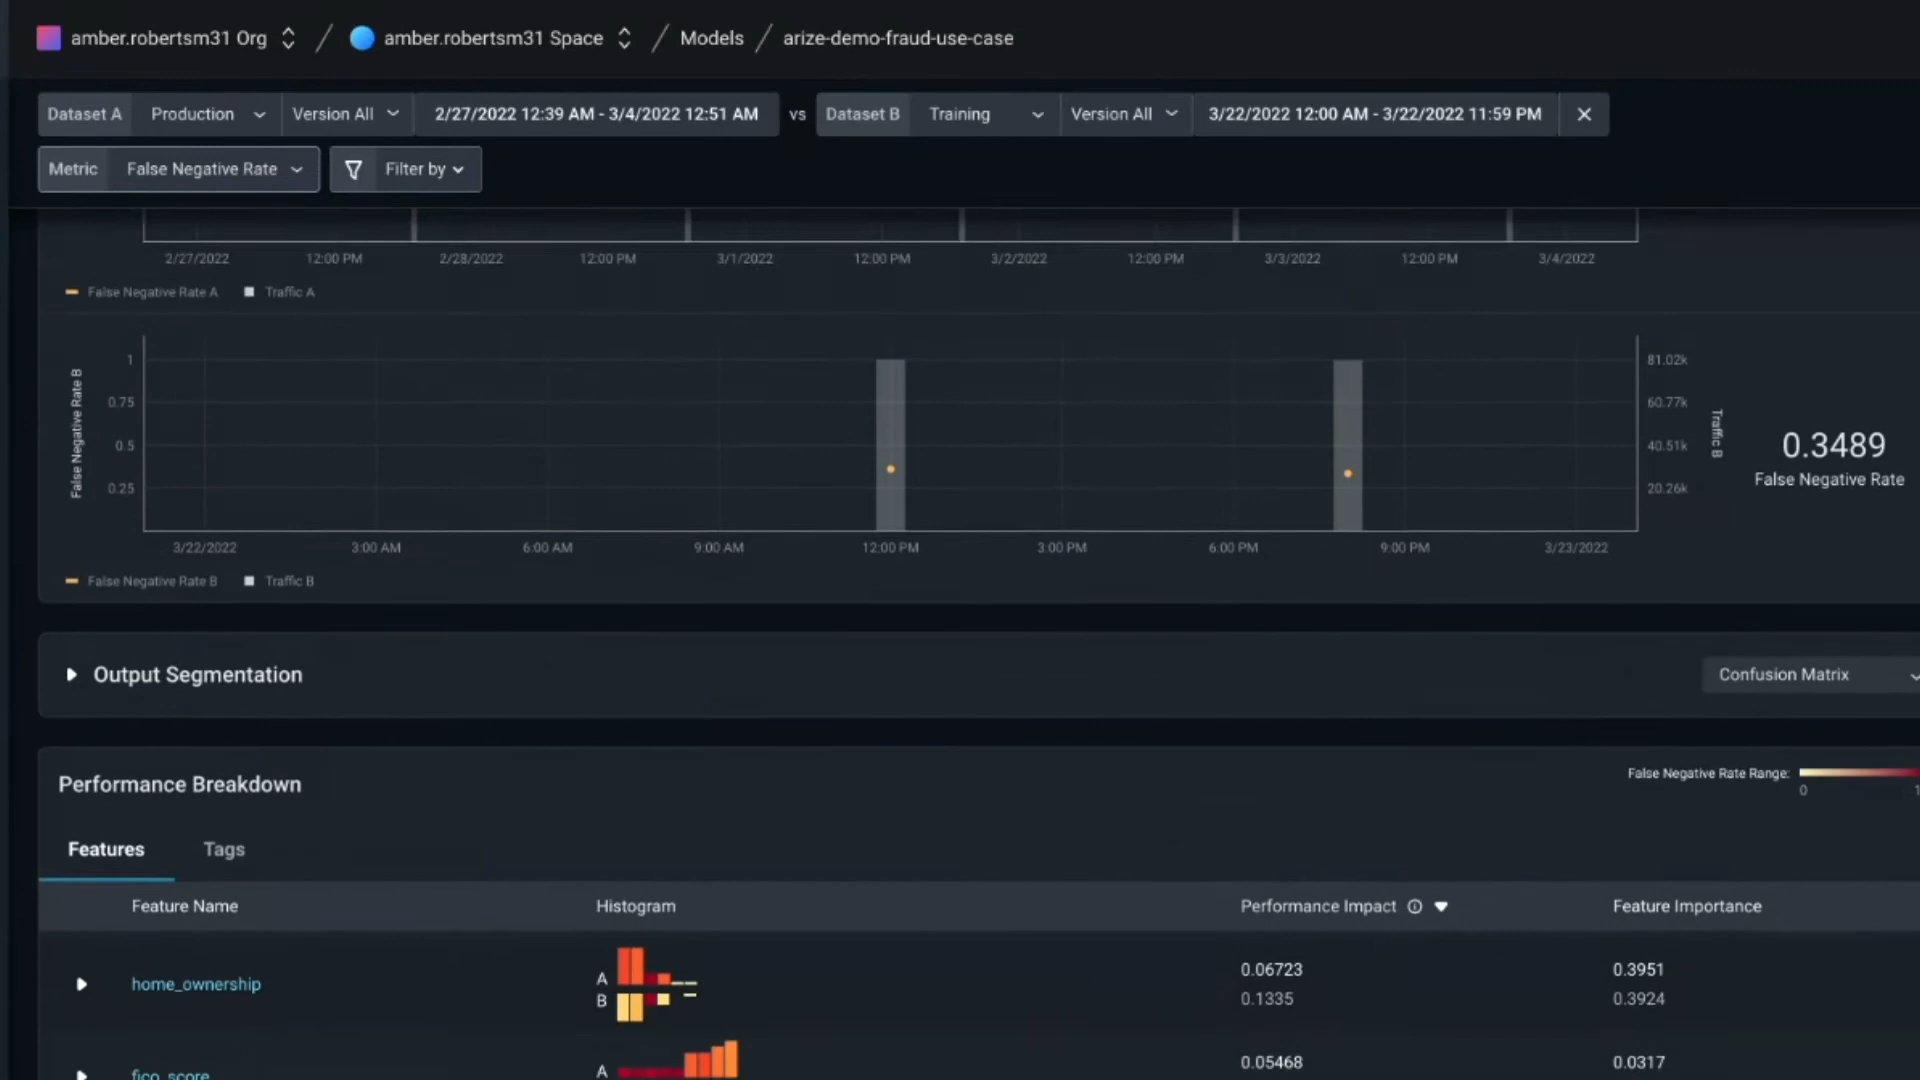 amber.robertsm31 Org / amber.robertsm31 Space / Models / arize-demo-fraud-use-case
Dataset A Production Version All 2/27/2022 12:39 AM - 3/4/2022 12:51 AM vs Dataset B Training Version All 3/22/2022 12:00 AM - 3/22/2022 11:59 PM
Metric False Negative Rate Filter by
2/27/2022 12:00 PM 2/28/2022 12:00 PM 3/1/2022 12:00 PM 3/2/2022 12:00 PM 3/3/2022 12:00 PM 3/4/2022
False Negative Rate A Traffic A
False Negative Rate B
1
0.75
0.5
0.25
81.02k
60.77k
40.51k
20.26k
Traffic B
0.3489
False Negative Rate
3/22/2022 3:00 AM 6:00 AM 9:00 AM 12:00 PM 3:00 PM 6:00 PM 9:00 PM 3/23/2022
False Negative Rate B Traffic B
Output Segmentation
Confusion Matrix
Performance Breakdown
False Negative Rate Range:
0 1
Features Tags
Feature Name Histogram Performance Impact Feature Importance
home_ownership
A
B
0.06723 0.3951
0.1335 0.3924
fico_score
A
0.05468 0.0317